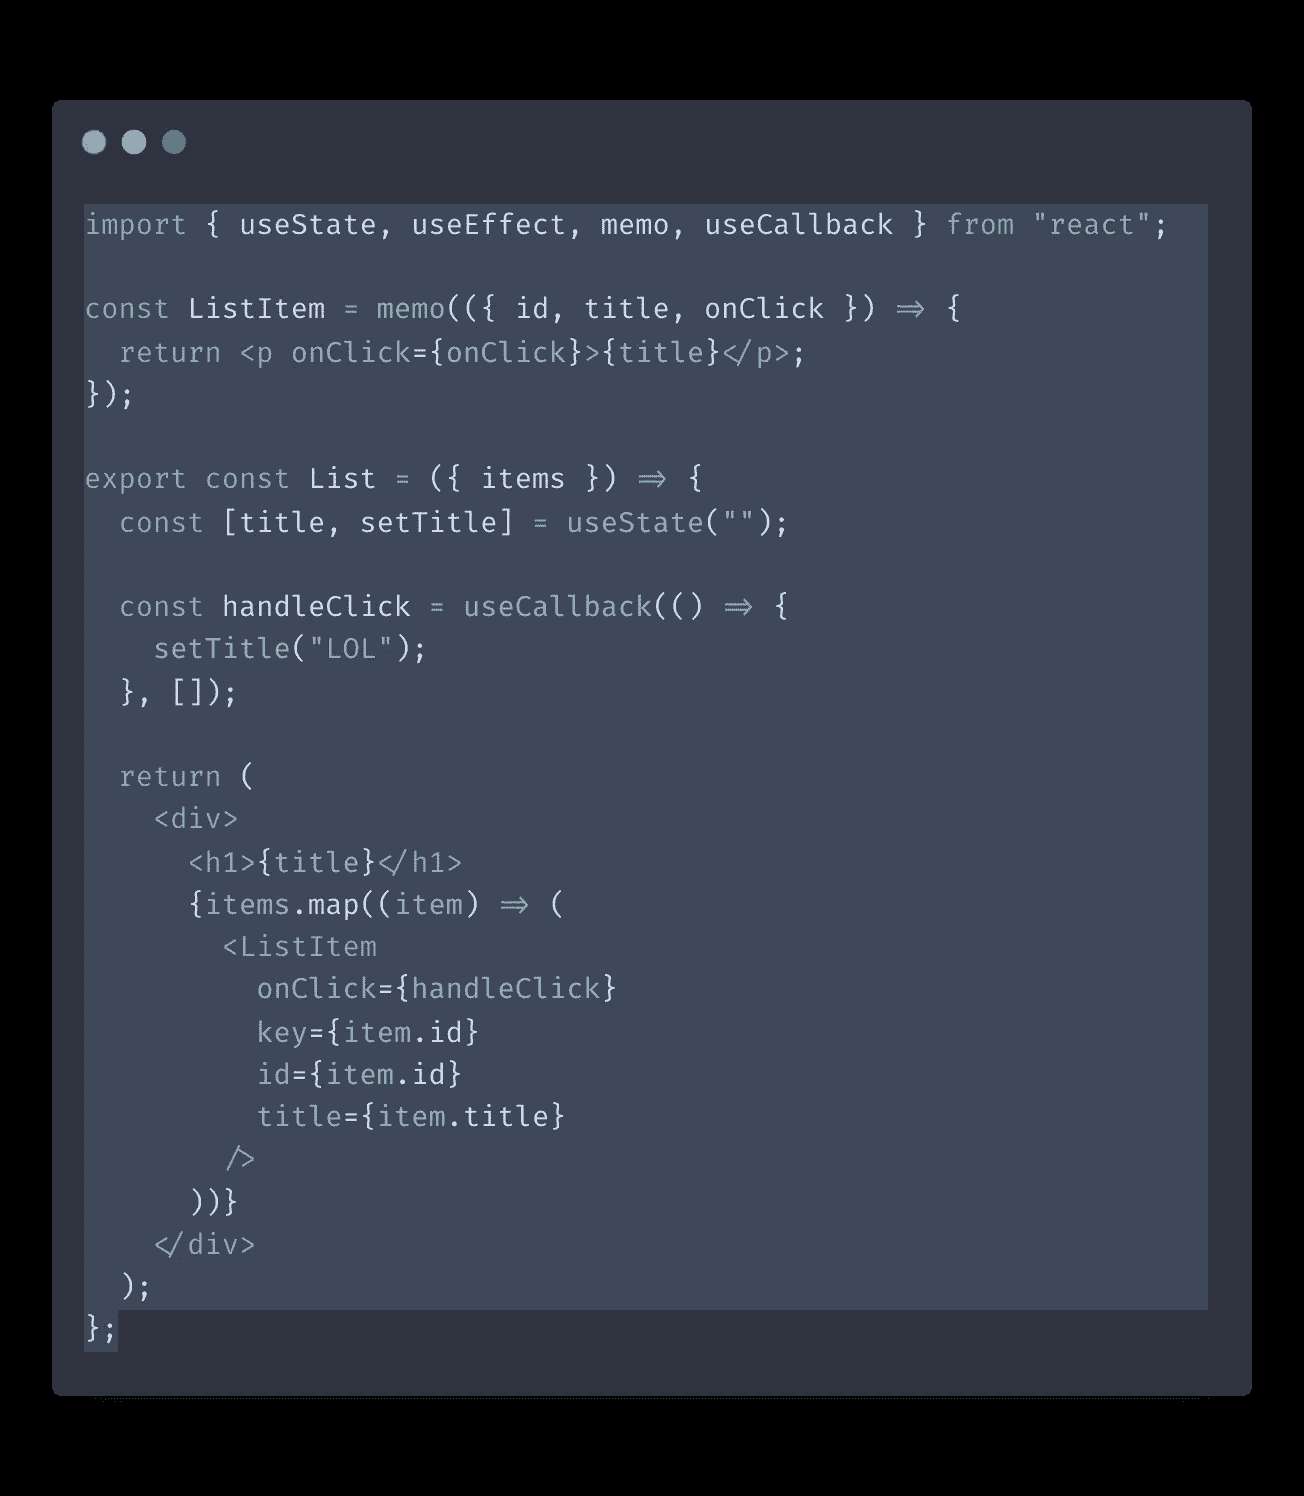 import { useState, useEffect, memo, useCallback } from "react";
const ListItem = memo(({ id, title, onClick }) => {
  return <p onClick={onClick}>{title}</p>;
});
export const List = ({ items }) => {
  const [title, setTitle] = useState("");
  const handleClick = useCallback(() => {
    setTitle("LOL");
  }, []);
  return (
    <div>
      <h1>{title}</h1>
      {items.map((item) => (
        <ListItem
          onClick={handleClick}
          key={item.id}
          id={item.id}
          title={item.title}
        />
      ))}
    </div>
  );
};